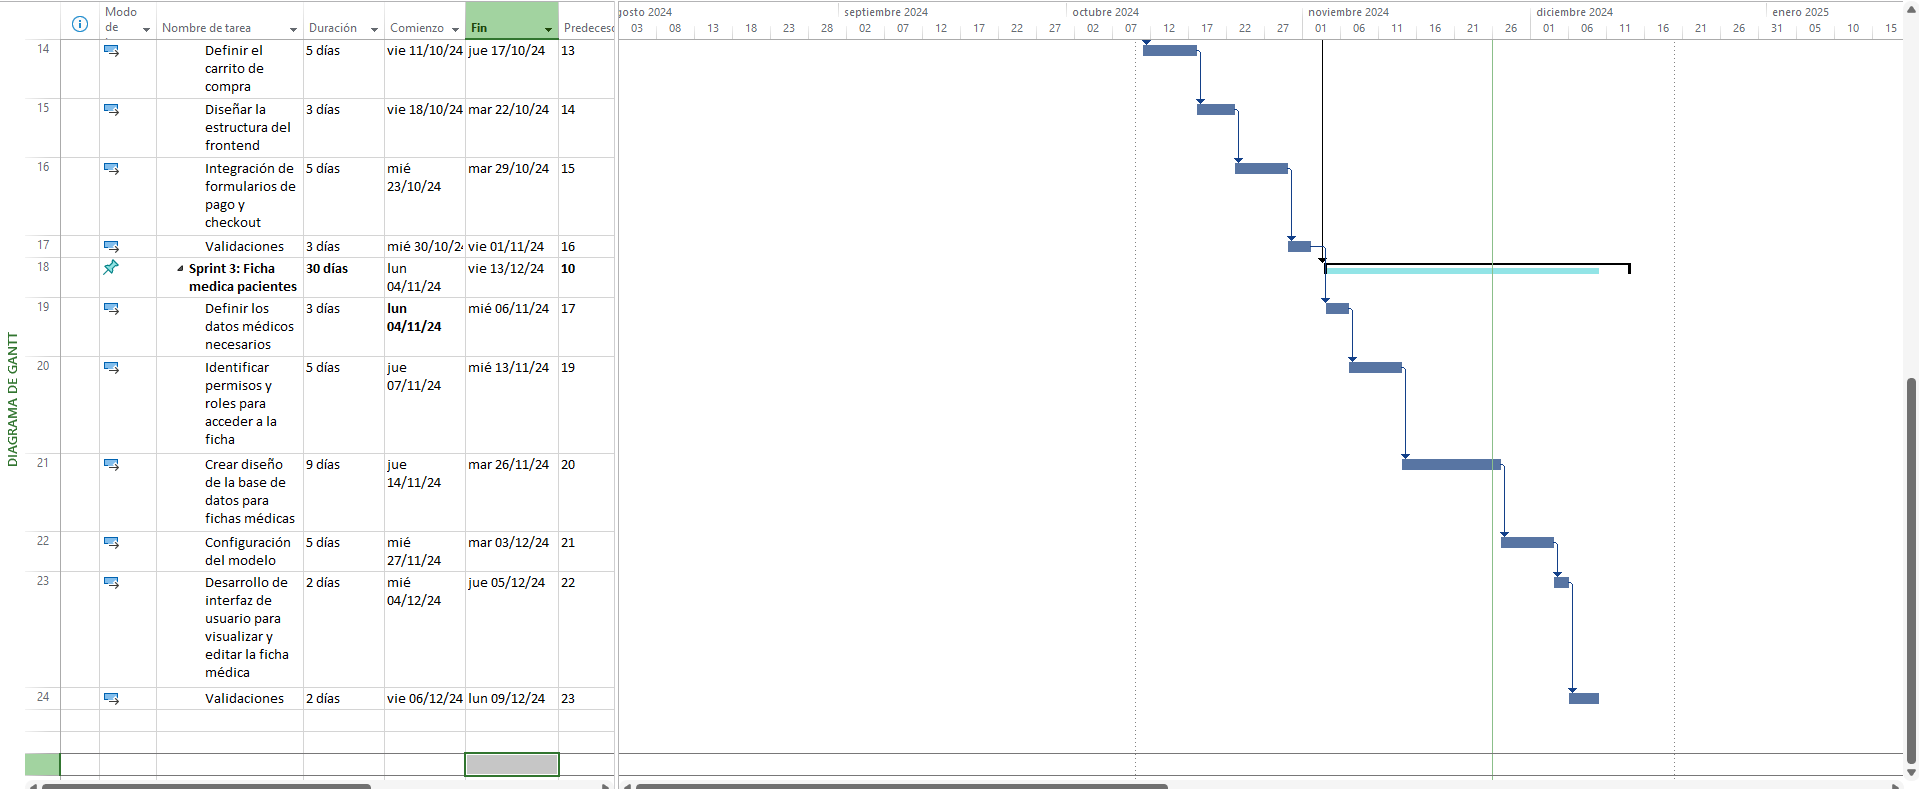 Modo
de
Nombre de tarea
Duración
Comienzo
Fin
Predeceso
gosto 2024
septiembre 2024
octubre 2024
noviembre 2024
diciembre 2024
enero 2025
03 08 13 18 23 28 02 07 12 17 22 27 02 07 12 17 22 27 01 06 11 16 21 26 01 06 11 16 21 26 31 05 10 15
14
Definir el
carrito de
compra
5 días
vie 11/10/24
jue 17/10/24
13
15
Diseñar la
estructura del
frontend
3 días
vie 18/10/24
mar 22/10/24
14
16
Integración de
formularios de
pago y
checkout
5 días
mié
23/10/24
mar 29/10/24
15
17
Validaciones
3 días
mié 30/10/24
vie 01/11/24
16
18
Sprint 3: Ficha
medica pacientes
30 días
lun
04/11/24
vie 13/12/24
10
19
Definir los
datos médicos
necesarios
3 días
lun
04/11/24
mié 06/11/24
17
20
Identificar
permisos y
roles para
acceder a la
ficha
5 días
jue
07/11/24
mié 13/11/24
19
21
Crear diseño
de la base de
datos para
fichas médicas
9 días
jue
14/11/24
mar 26/11/24
20
22
Configuración
del modelo
5 días
mié
27/11/24
mar 03/12/24
21
23
Desarrollo de
interfaz de
usuario para
visualizar y
editar la ficha
médica
2 días
mié
04/12/24
jue 05/12/24
22
24
Validaciones
2 días
vie 06/12/24
lun 09/12/24
23
DIAGRAMA DE GANTT